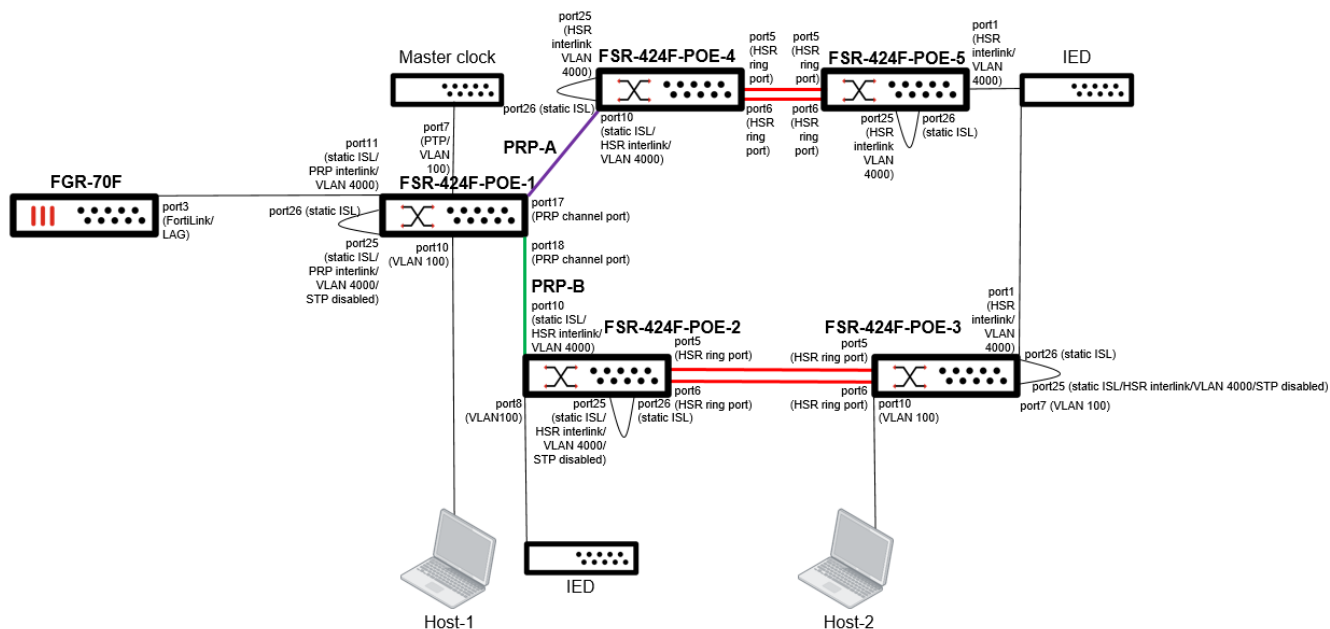 port25
(HSR
interlink
VLAN
4000)
port26 (static ISL)
FSR-424F-POE-4
port10
(static ISL/
HSR interlink/
VLAN 4000)
port5
(HSR
ring
port)
port6
(HSR
ring
port)
port5
(HSR
ring
port)
port6
(HSR
ring
port)
FSR-424F-POE-5
port25
(HSR
interlink
VLAN
4000)
port26
(static ISL)
port1
(HSR
interlink/
VLAN
4000)
IED
Master clock
port7
(PTP/
VLAN
100)
PRP-A
port11
(static ISL/
PRP interlink/
VLAN 4000)
FGR-70F
port3
(FortiLink/
LAG)
FSR-424F-POE-1
port26 (static ISL)
port25
(static ISL/
PRP interlink/
VLAN 4000/
STP disabled)
port10
(VLAN 100)
port17
(PRP channel port)
port18
(PRP channel port)
PRP-B
port10
(static ISL/
HSR interlink/
VLAN 4000)
FSR-424F-POE-2
port5
(HSR ring port)
port6
(HSR ring port)
port8
(VLAN100)
port25
(static ISL/
HSR interlink/
VLAN 4000/
STP disabled)
port26
(static ISL)
FSR-424F-POE-3
port5
(HSR ring port)
port6
(HSR ring port)
port1
(HSR
interlink/
VLAN
4000)
port26 (static ISL)
port25 (static ISL/HSR interlink/VLAN 4000/STP disabled)
port7 (VLAN 100)
port10
(VLAN 100)
Host-1
IED
Host-2